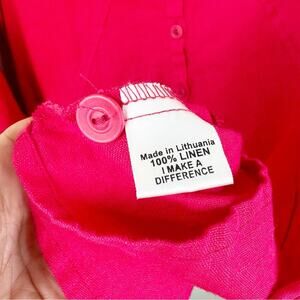 Made in Lithuania
100% LINEN
I MAKE A
DIFFERENCE